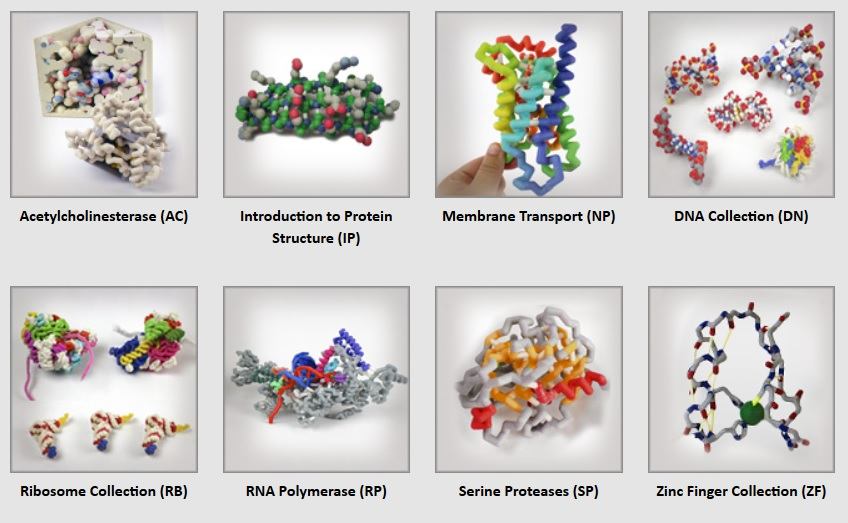 Acetylcholinesterase (AC)
Introduction to Protein
Structure (IP)
Membrane Transport (NP)
DNA Collection (DN)
Ribosome Collection (RB)
RNA Polymerase (RP)
Serine Proteases (SP)
Zinc Finger Collection (ZF)